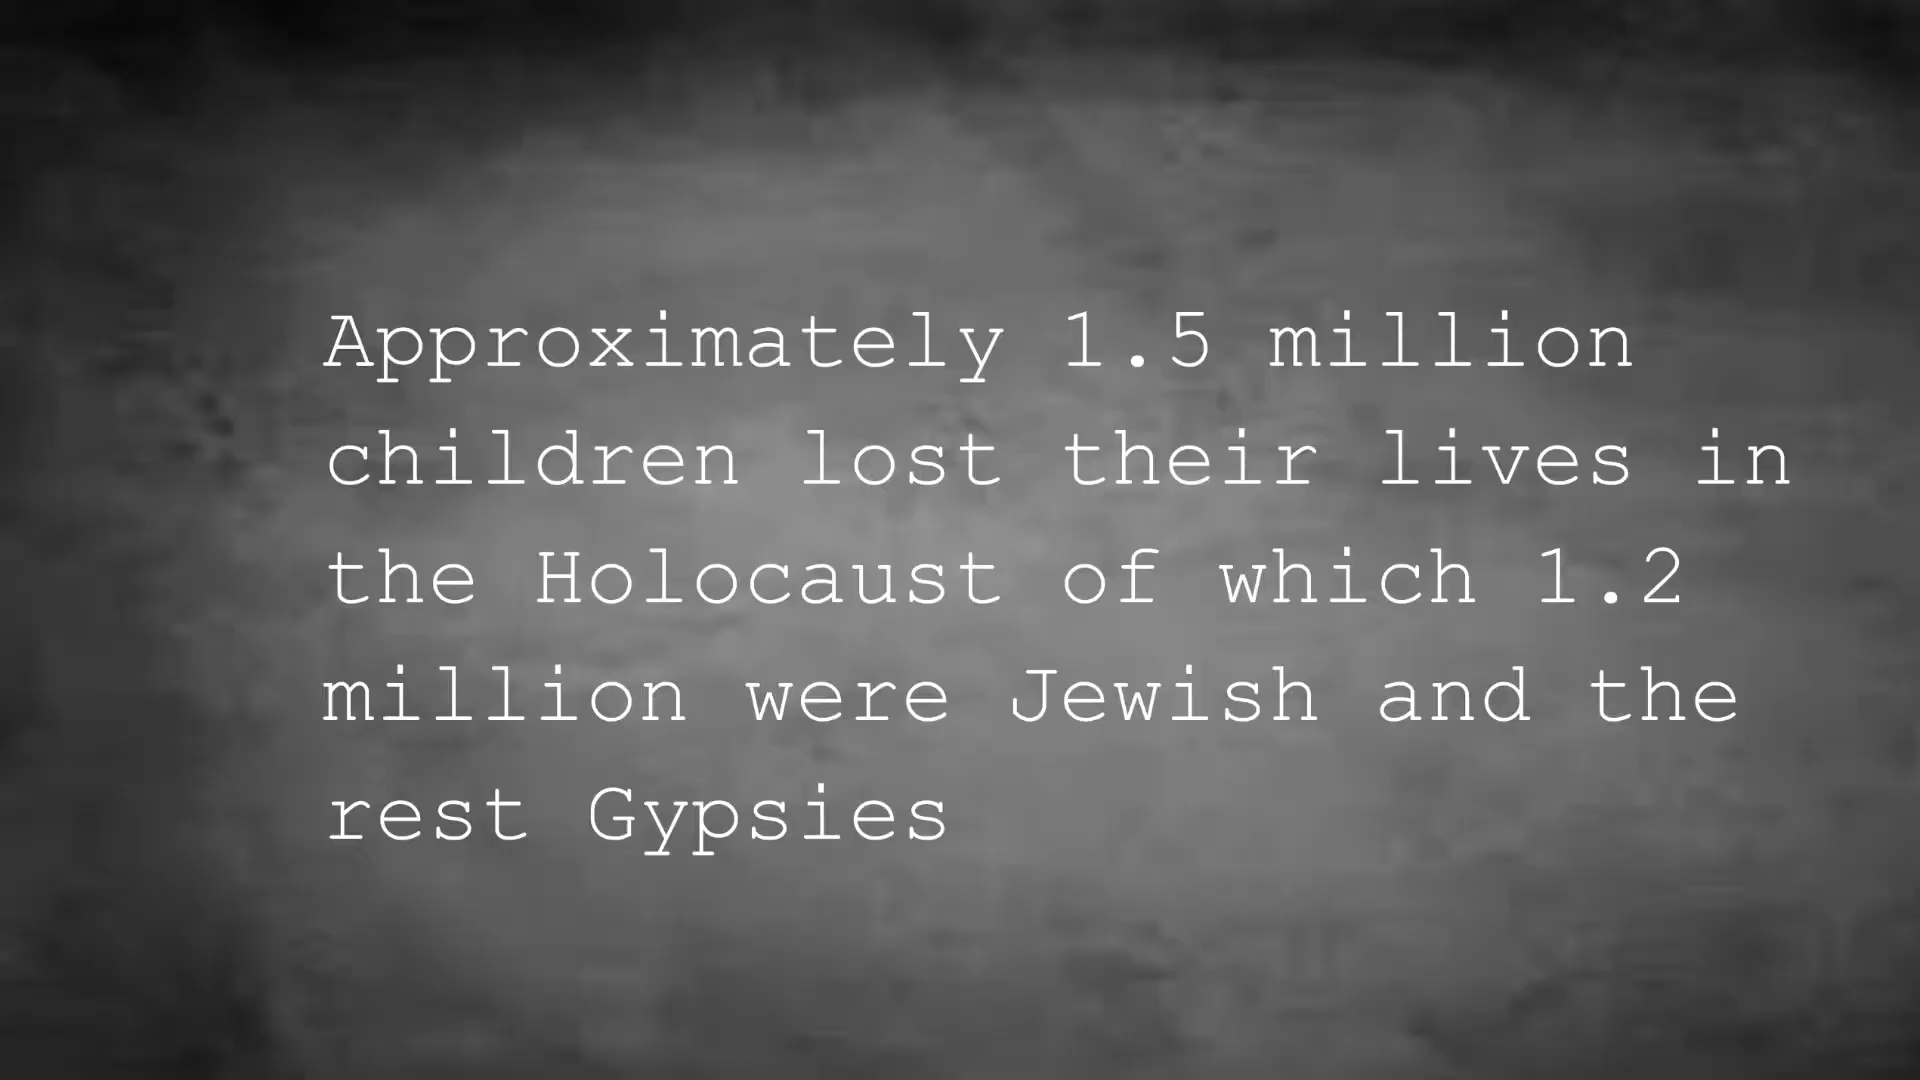 Approximately 1.5 million
children lost their lives in
the Holocaust of which 1.2
million were Jewish and the
rest Gypsies